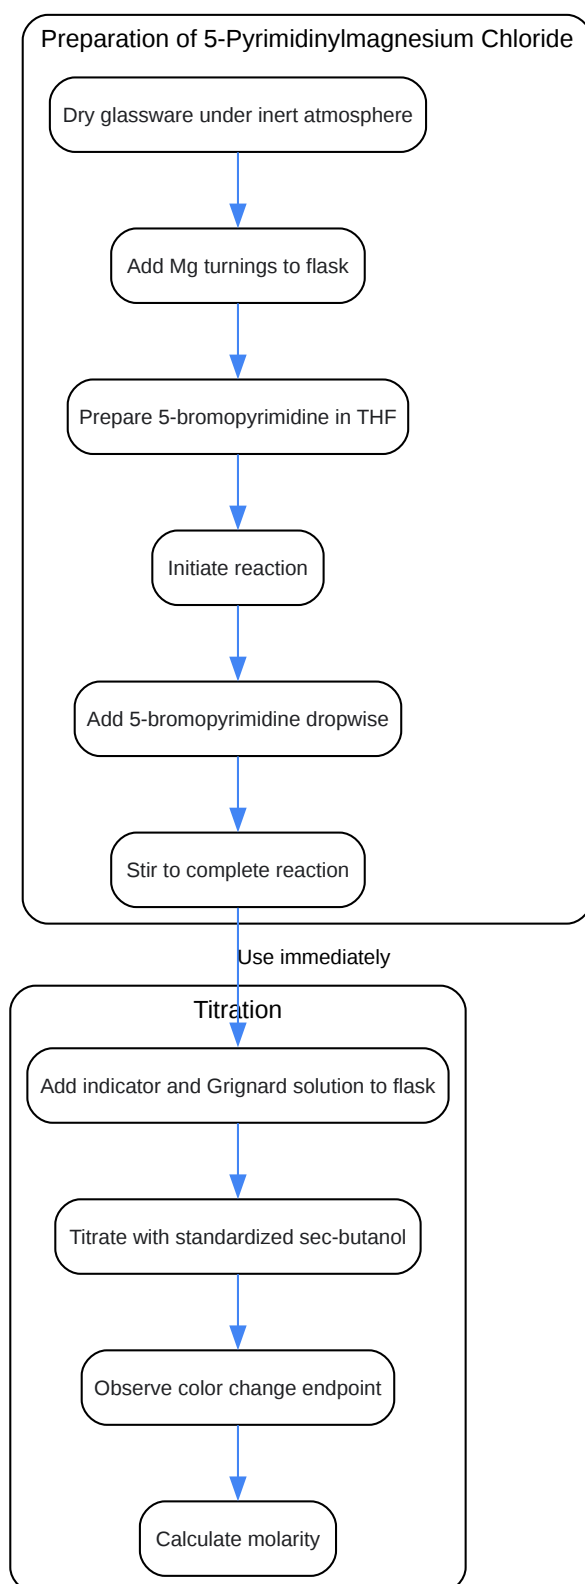 Preparation of 5-Pyrimidinylmagnesium Chloride
Dry glassware under inert atmosphere
Add Mg turnings to flask
Prepare 5-bromopyrimidine in THF
Initiate reaction
Add 5-bromopyrimidine dropwise
Stir to complete reaction
Use immediately
Titration
Add indicator and Grignard solution to flask
Titrate with standardized sec-butanol
Observe color change endpoint
Calculate molarity